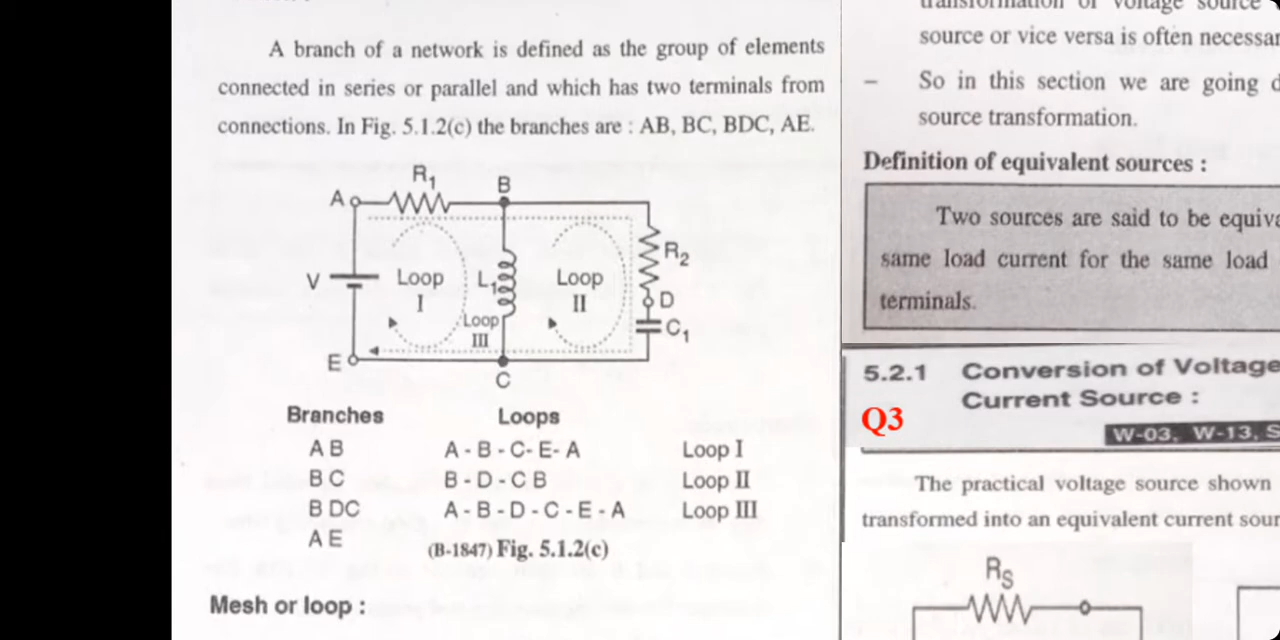 A branch of a network is defined as the group of elements
connected in series or parallel and which has two terminals from
connections. In Fig. 5.1.2(c) the branches are : AB, BC, BDC, AE.
R1
A
B
R2
V
Loop
I
L1
Loop
II
D
Loop
III
C1
E
C
Branches Loops
A B A - B - C- E- A Loop I
B C B - D - C B Loop II
B DC A - B - D - C - E - A Loop III
A E
(B-1847) Fig. 5.1.2(c)
Mesh or loop :
transformation of voltage source
source or vice versa is often
– So in this section we are going
source transformation.
Definition of equivalent sources :
Two sources are said to be
same load current for the same load
terminals.
5.2.1 Conversion of Voltage
Current Source :
Q3
W-03, W-13, S
The practical voltage source shown
transformed into an equivalent current
RS